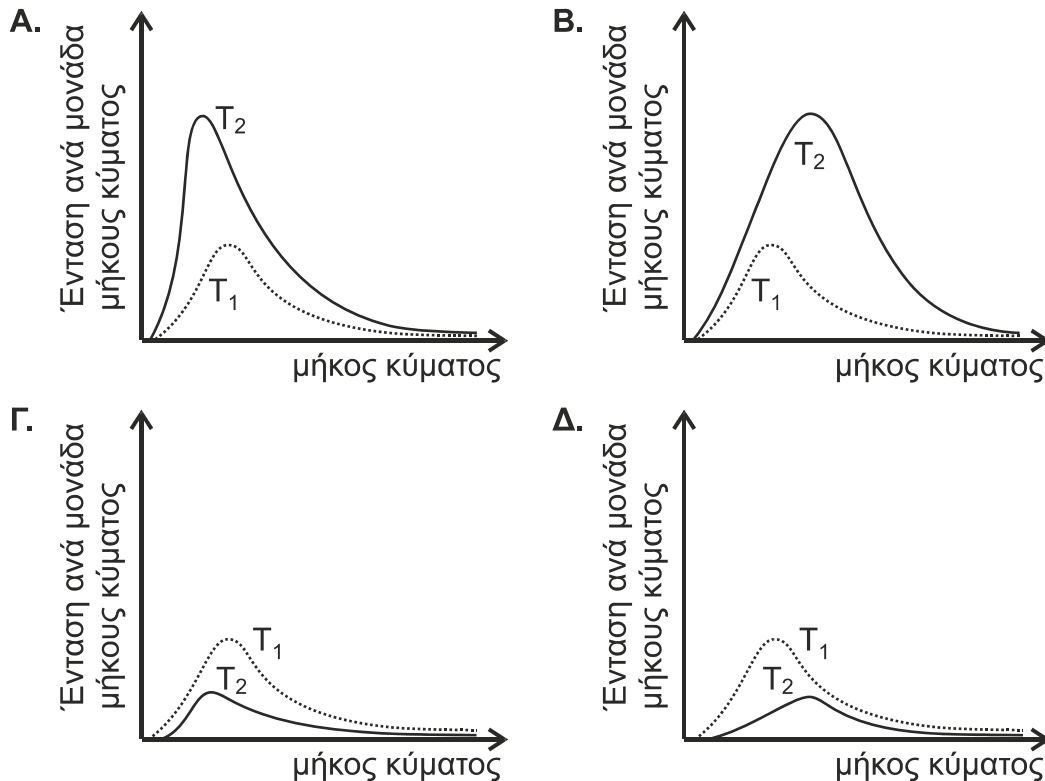 Α.
Ένταση ανά μονάδα
μήκους κύματος
T2
T1
μήκος κύματος
Β.
Ένταση ανά μονάδα
μήκους κύματος
T2
T1
μήκος κύματος
Γ.
Ένταση ανά μονάδα
μήκους κύματος
T1
T2
μήκος κύματος
Δ.
Ένταση ανά μονάδα
μήκους κύματος
T1
T2
μήκος κύματος